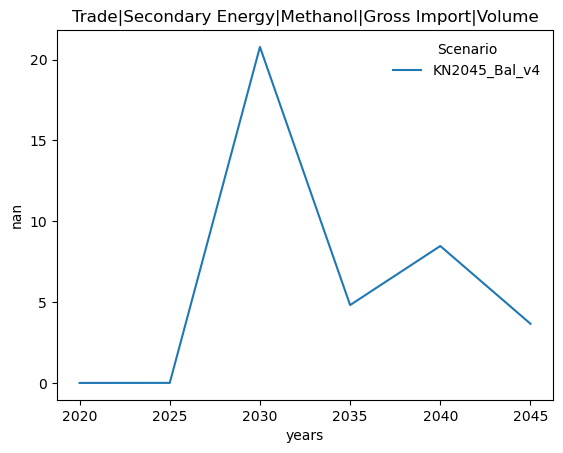 Trade|Secondary Energy|Methanol|Gross Import|Volume
Scenario
KN2045_Bal_v4
20
15
10
5
0
nan
2020 2025 2030 2035 2040 2045
years